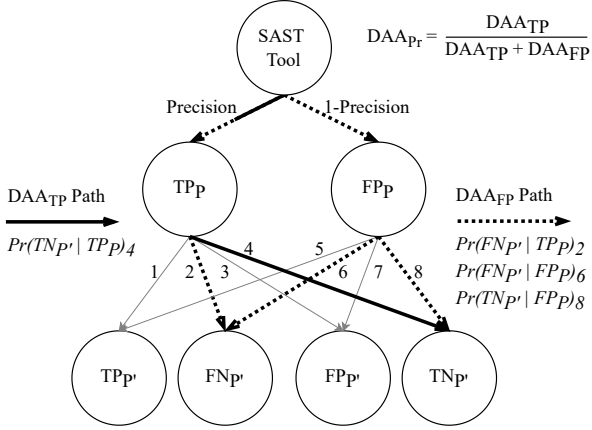 SAST
Tool
DAA_Pr = DAA_TP / (DAA_TP + DAA_FP)
Precision
1-Precision
TP_P
FP_P
DAA_TP Path
Pr(TN_P' | TP_P)_4
DAA_FP Path
Pr(FN_P' | TP_P)_2
Pr(FN_P' | FP_P)_6
Pr(TN_P' | FP_P)_8
1 2 3 4 5 6 7 8
TP_P' FN_P' FP_P' TN_P'